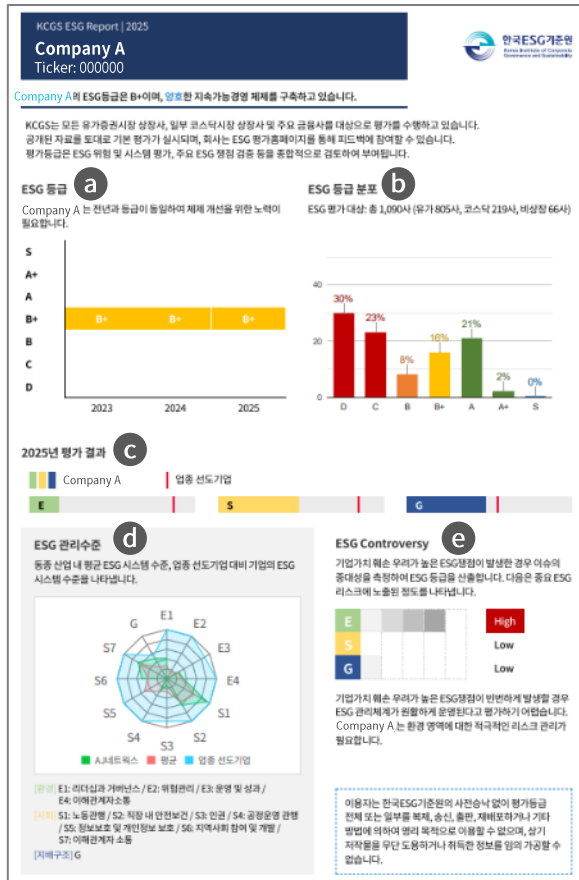 KCGS ESG Report | 2025
Company A
Ticker: 000000
한국ESG기준원
Korea Institute of Corporate
Governance and Sustainability
Company A의 ESG등급은 B+이며, 양호한 지속가능경영 체제를 구축하고 있습니다.
KCGS는 모든 유가증권시장 상장사, 일부 코스닥시장 상장사 및 주요 금융사를 대상으로 평가를 수행하고 있습니다.
공개된 자료를 토대로 기본 평가가 실시되며, 회사는 ESG 평가홈페이지를 통해 피드백에 참여할 수 있습니다.
평가등급은 ESG 위험 및 시스템 평가, 주요 ESG 쟁점 검증 등을 종합적으로 검토하여 부여됩니다.
ESG 등급 a
Company A 는 전년과 등급이 동일하여 체제 개선을 위한 노력이
필요합니다.
S
A+
A
B+ B+ B+ B+
B
C
D
2023 2024 2025
ESG 등급 분포 b
ESG 평가 대상: 총 1,090사 (유가 805사, 코스닥 219사, 비상장 66사)
40
20
0
30% 23% 8% 16% 21% 2% 0%
D C B B+ A A+ S
2025년 평가 결과 c
Company A 업종 선도기업
E S G
ESG 관리수준 d
동종 산업 내 평균 ESG 시스템 수준, 업종 선도기업 대비 기업의 ESG
시스템 수준을 나타냅니다.
E1
E2
E3
E4
S1
S2
S3
S4
S5
S6
S7
G
AJ네트웍스 평균 업종 선도기업
[환경] E1: 리더십과 거버넌스 / E2: 위험관리 / E3: 운영 및 성과 /
E4: 이해관계자소통
[사회] S1: 노동관행 / S2: 직장 내 안전보건 / S3: 인권 / S4: 공정운영 관행
/ S5: 정보보호 및 개인정보 보호 / S6: 지역사회 참여 및 개발 /
S7: 이해관계자 소통
[지배구조] G
ESG Controversy e
기업가치 훼손 우려가 높은 ESG쟁점이 발생한 경우 이슈의
중대성을 측정하여 ESG 등급을 산출합니다. 다음은 중요 ESG
리스크에 노출된 정도를 나타냅니다.
E High
S Low
G Low
기업가치 훼손 우려가 높은 ESG쟁점이 빈번하게 발생할 경우
ESG 관리체계가 원활하게 운영된다고 평가하기 어렵습니다.
Company A 는 환경 영역에 대한 적극적인 리스크 관리가
필요합니다.
이용자는 한국ESG기준원의 사전승낙 없이 평가등급
전체 또는 일부를 복제, 송신, 출판, 재배포하거나 기타
방법에 의하여 영리 목적으로 이용할 수 없으며, 상기
저작물을 무단 도용하거나 취득한 정보를 임의 가공할 수
없습니다.